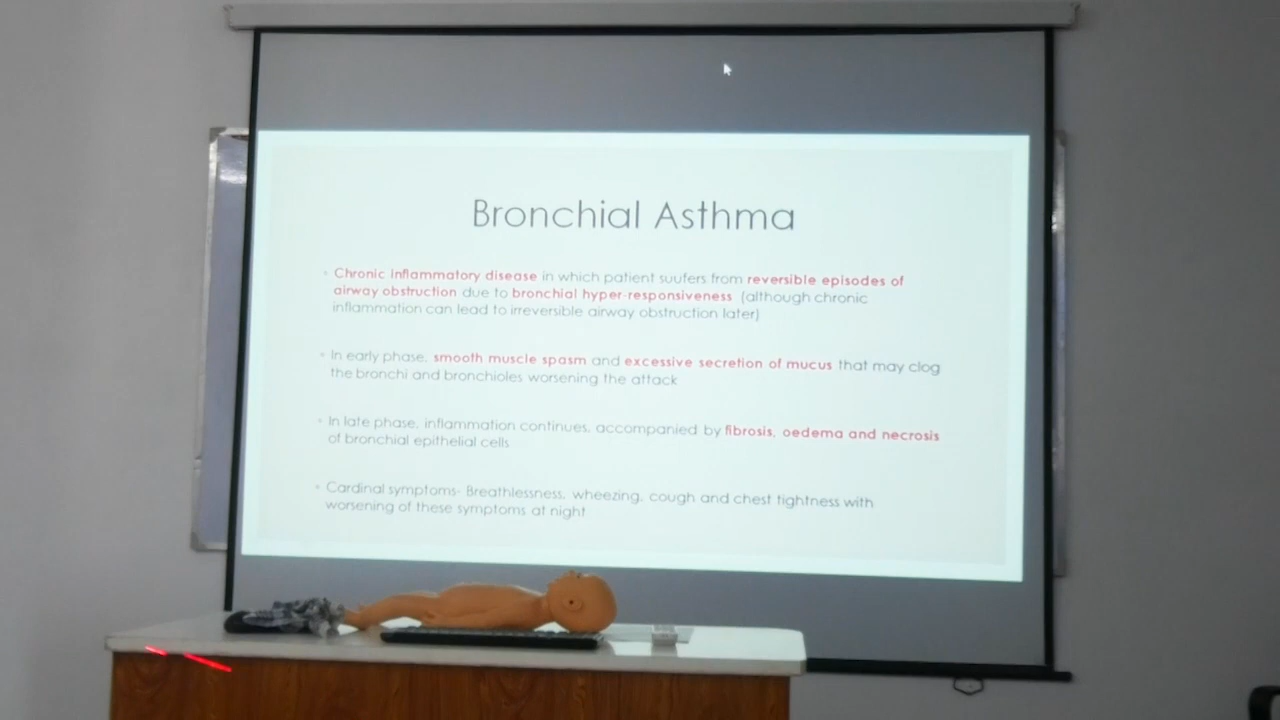 Bronchial Asthma
Chronic Inflammatory disease in which patient suufers from reversible episodes of
airway obstruction due to bronchial hyper-responsiveness (although chronic
inflammation can lead to irreversible airway obstruction later)
In early phase, smooth muscle spasm and excessive secretion of mucus that may clog
the bronchi and bronchioles worsening the attack
In late phase, inflammation continues, accompanied by fibrosis, oedema and necrosis
of bronchial epithelial cells
Cardinal symptoms- Breathlessness, wheezing, cough and chest tightness with
worsening of these symptoms at night